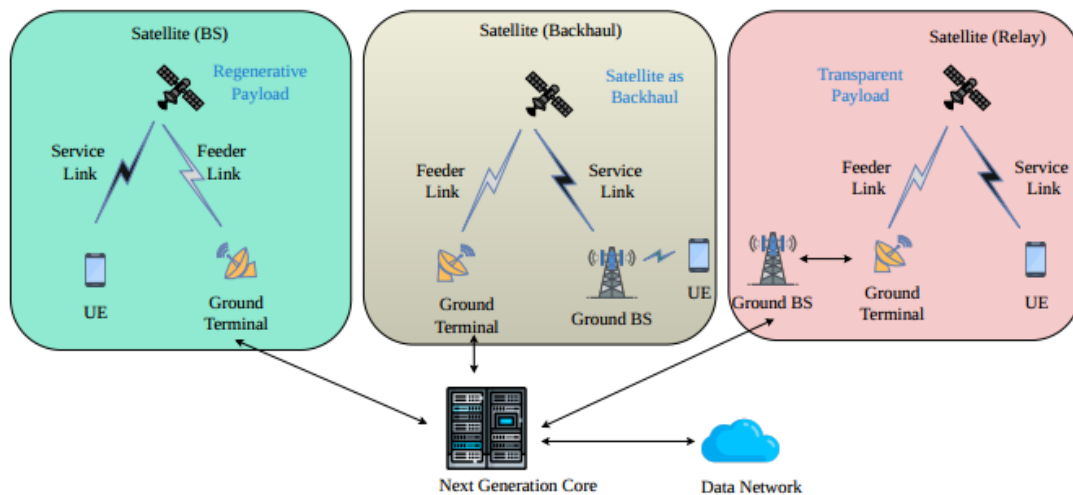 Satellite (BS)
Regenerative
Payload
Service
Link
Feeder
Link
UE
Ground
Terminal
Satellite (Backhaul)
Satellite as
Backhaul
Feeder
Link
Service
Link
Ground
Terminal
Ground BS
UE
Satellite (Relay)
Transparent
Payload
Feeder
Link
Service
Link
Ground BS
Ground
Terminal
UE
Next Generation Core
Data Network